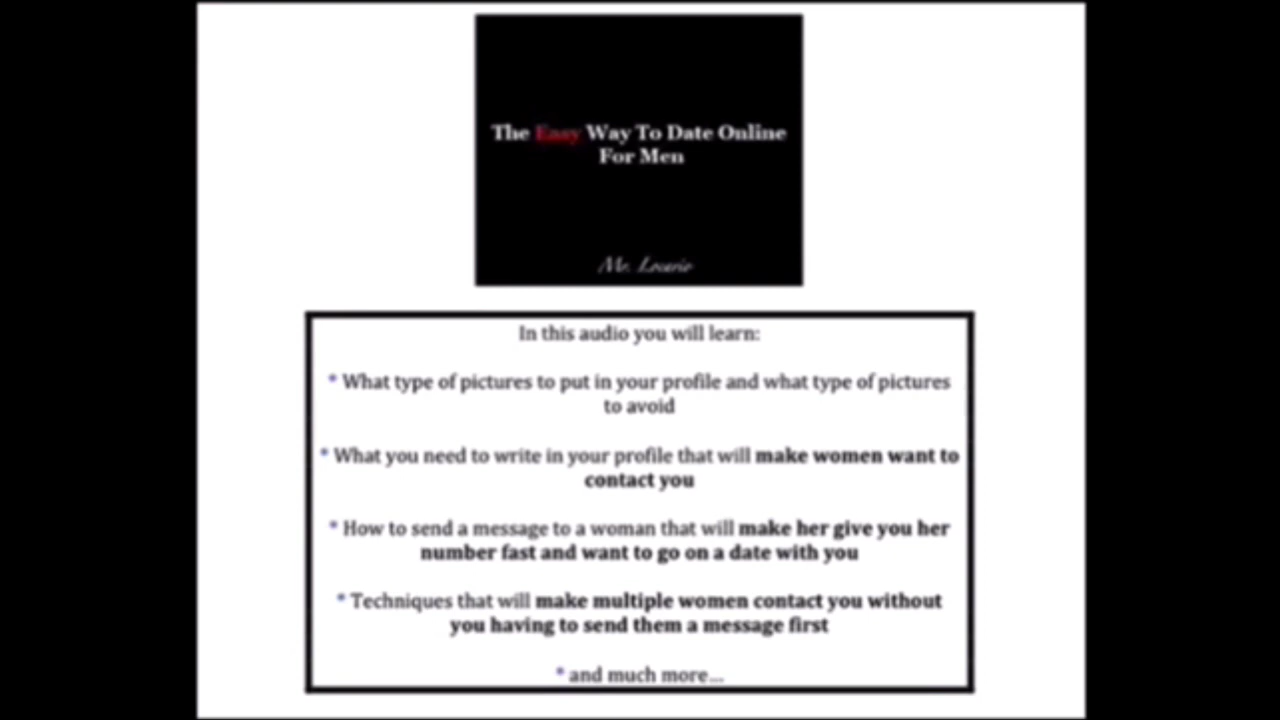 The Easy Way To Date Online
For Men
Mr. Locario
In this audio you will learn:
* What type of pictures to put in your profile and what type of pictures
to avoid
* What you need to write in your profile that will make women want to
contact you
* How to send a message to a woman that will make her give you her
number fast and want to go on a date with you
* Techniques that will make multiple women contact you without
you having to send them a message first
* and much more...